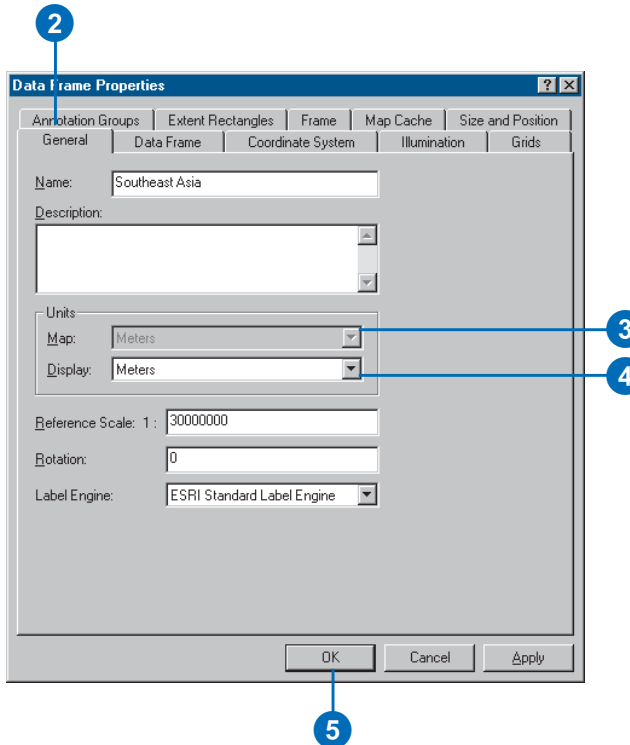 2
Data Frame Properties
Annotation Groups Extent Rectangles Frame Map Cache Size and Position
General Data Frame Coordinate System Illumination Grids
Name: Southeast Asia
Description:
Units
Map: Meters
3
Display: Meters
4
Reference Scale: 1 : 30000000
Rotation: 0
Label Engine: ESRI Standard Label Engine
OK Cancel Apply
5